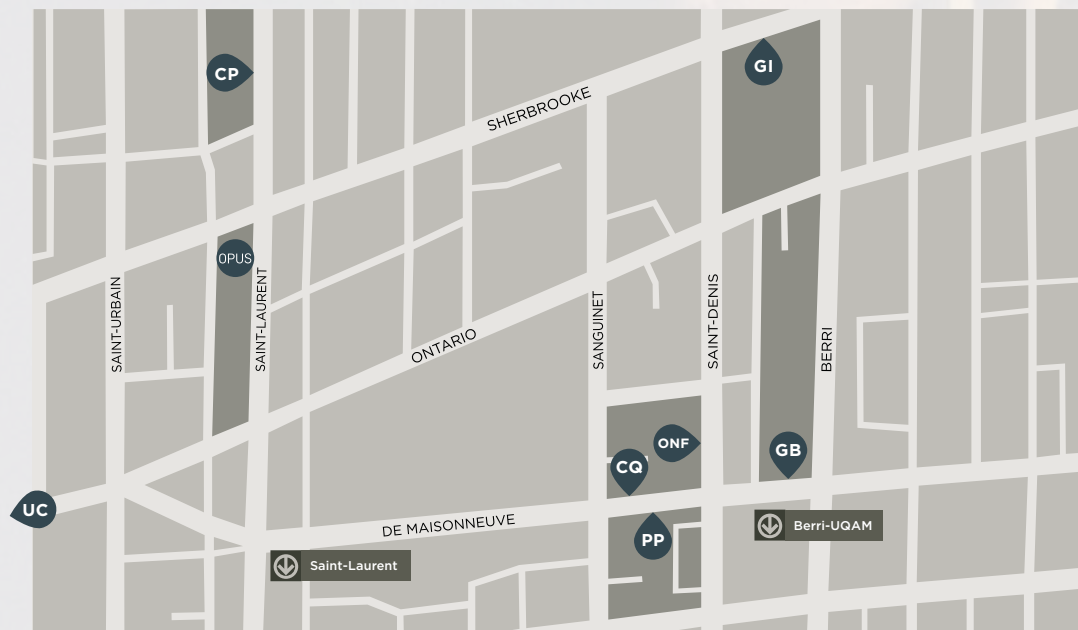 CP
GI
SHERBROOKE
OPUS
SAINT-URBAIN
SAINT-LAURENT
ONTARIO
SANGUINET
SAINT-DENIS
BERRI
ONF
CQ
GB
UC
DE MAISONNEUVE
PP
Berri-UQAM
Saint-Laurent